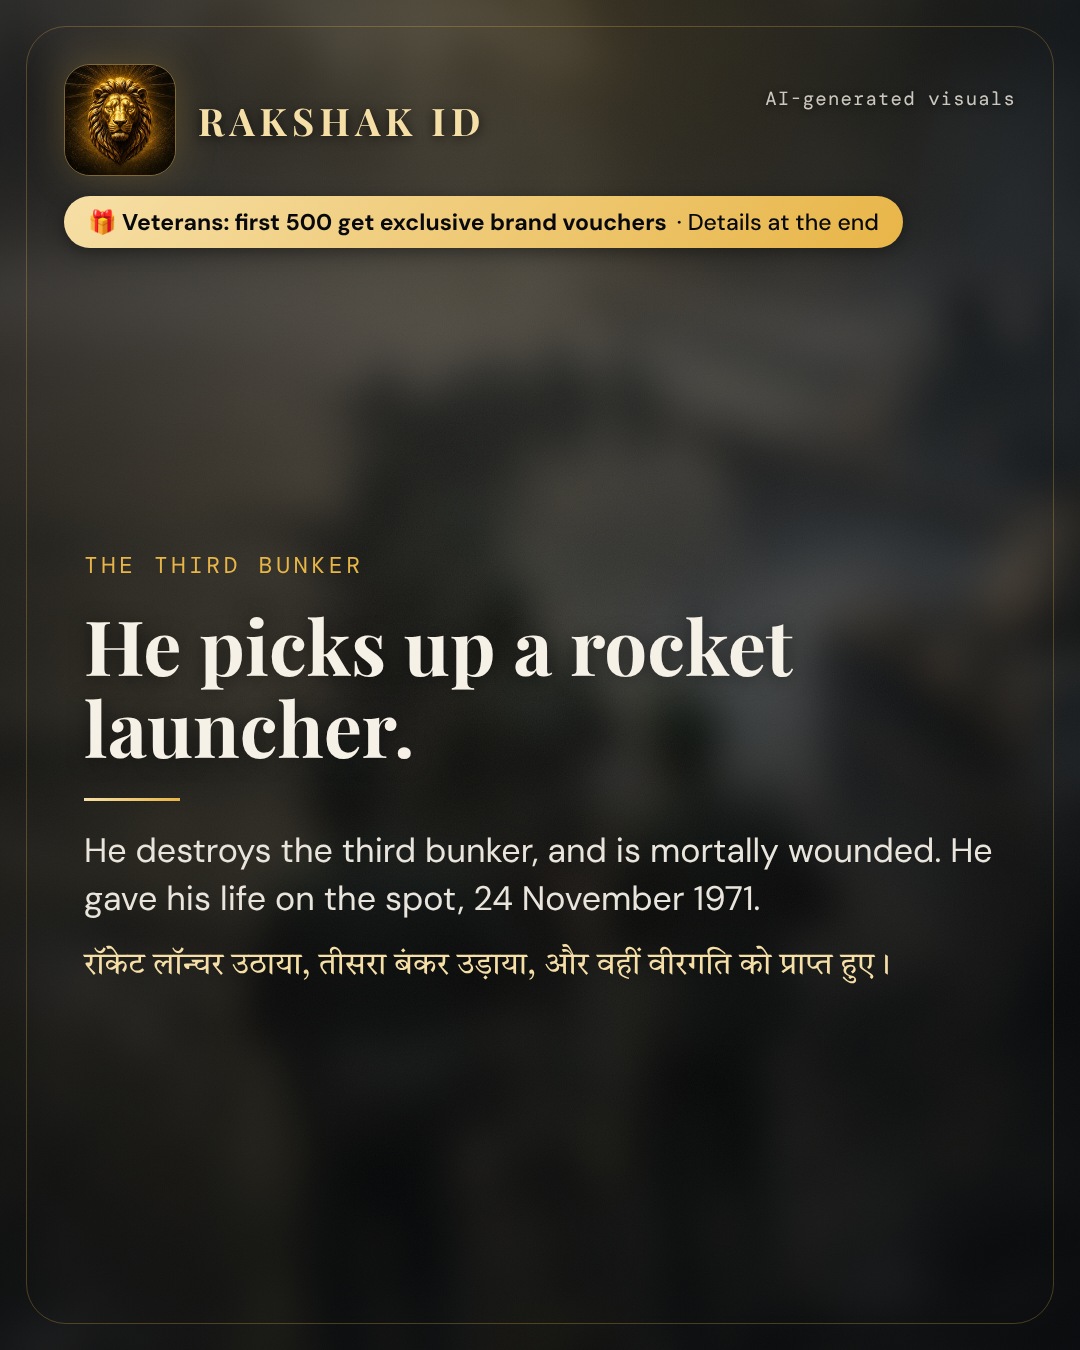 RAKSHAK ID
AI-generated visuals
🎁 Veterans: first 500 get exclusive brand vouchers · Details at the end
THE THIRD BUNKER
He picks up a rocket
launcher.
He destroys the third bunker, and is mortally wounded. He
gave his life on the spot, 24 November 1971.
रॉकेट लॉन्चर उठाया, तीसरा बंकर उड़ाया, और वहीं वीरगति को प्राप्त हुए।